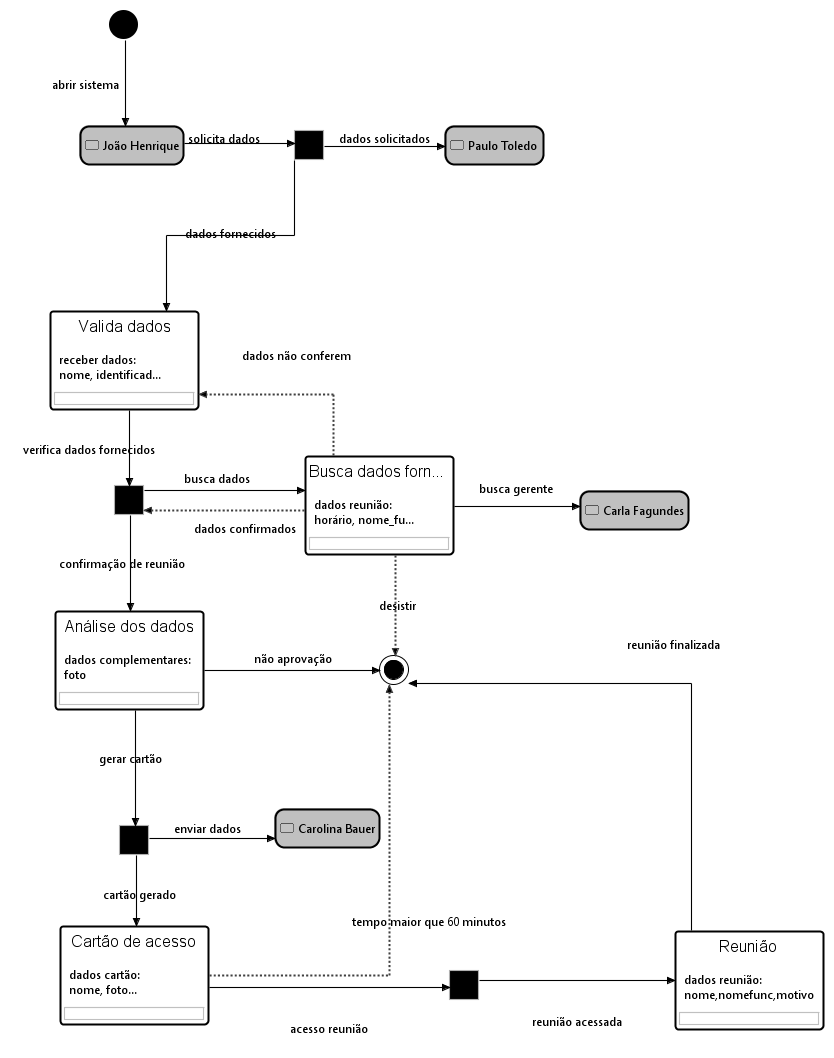 abrir sistema
João Henrique
solicita dados
dados solicitados
Paulo Toledo
dados fornecidos
Valida dados
receber dados:
nome, identificad...
dados não conferem
verifica dados fornecidos
busca dados
Busca dados forn...
dados reunião:
horário, nome_fu...
busca gerente
Carla Fagundes
dados confirmados
confirmação de reunião
desistir
Análise dos dados
dados complementares:
foto
não aprovação
reunião finalizada
gerar cartão
enviar dados
Carolina Bauer
cartão gerado
tempo maior que 60 minutos
Cartão de acesso
dados cartão:
nome, foto...
Reunião
dados reunião:
nome,nomefunc,motivo
acesso reunião
reunião acessada